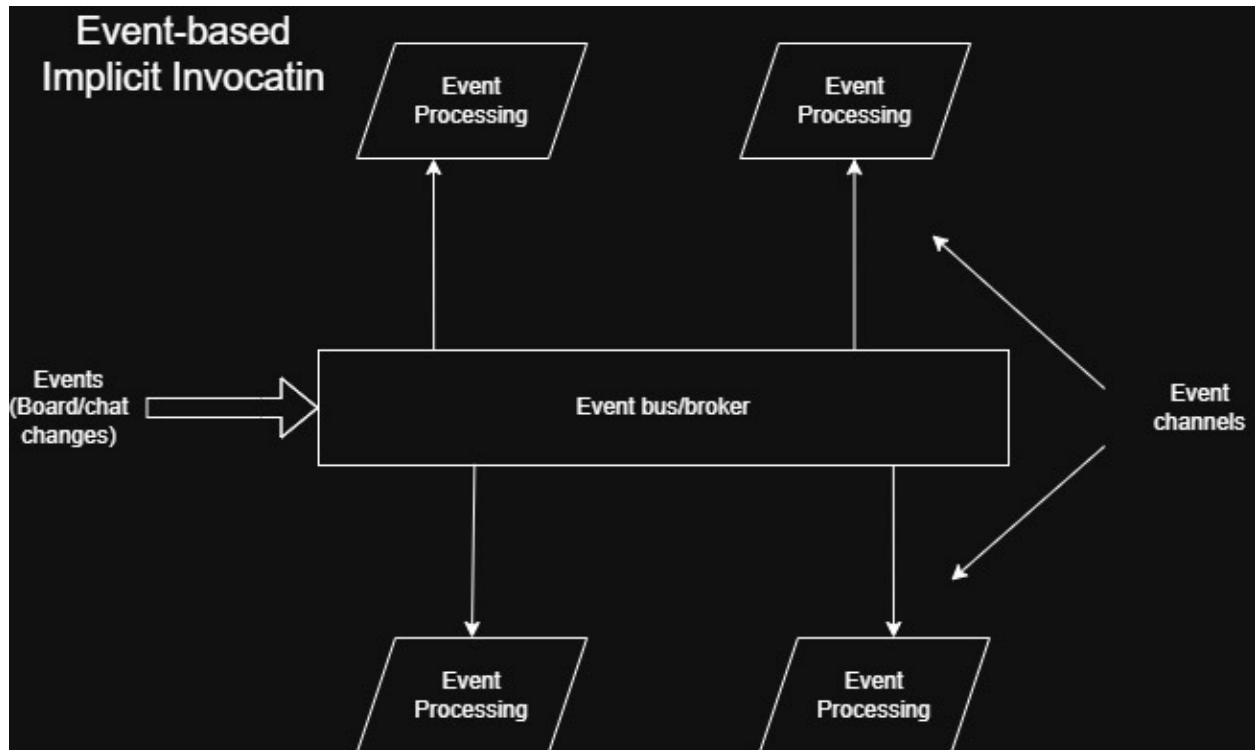 Event-based
Implicit Invocatin
Event
Processing
Event
Processing
Events
(Board/chat
changes)
Event bus/broker
Event
channels
Event
Processing
Event
Processing